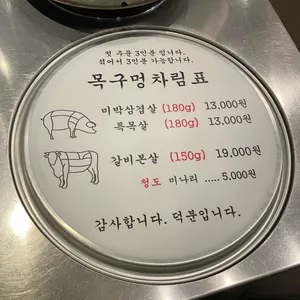 첫 주문 3인분 입니다.
섞어서 3인분 가능합니다.
목구멍차림표
미박삼겹살 (180g) 13,000원
특목살 (180g) 13,000원
갈비본살 (150g) 19,000원
청도 미나리 ..... 5,000원
감사합니다. 덕분입니다.